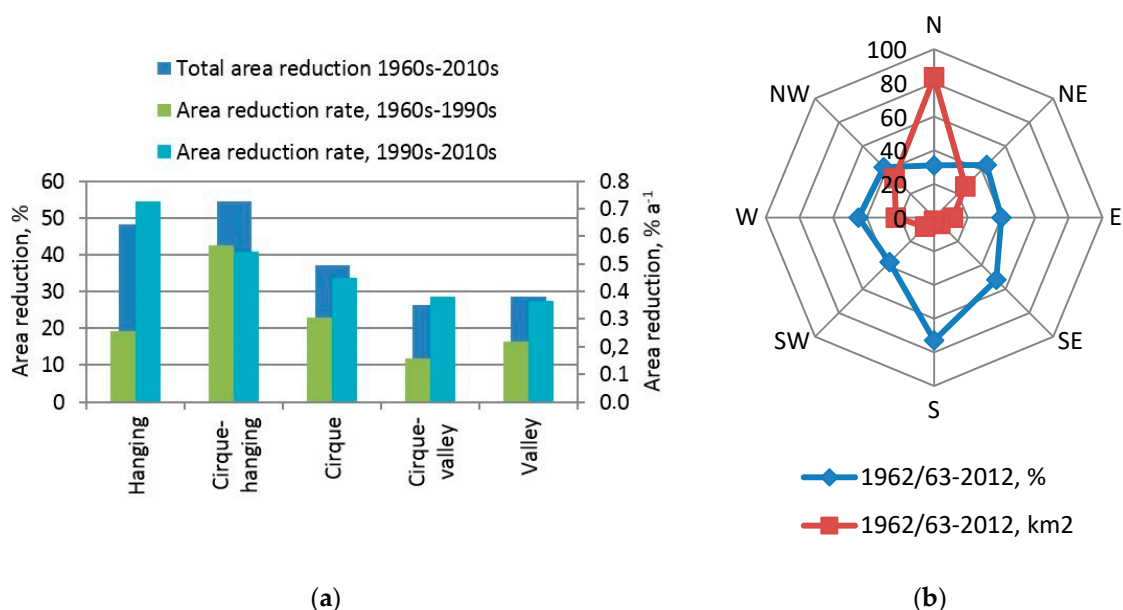 Total area reduction 1960s-2010s
Area reduction rate, 1960s-1990s
Area reduction rate, 1990s-2010s
Area reduction, %
60
50
40
30
20
10
0
0.8
0.7
0.6
0.5
0.4
0.3
0.2
0.1
0.0
Area reduction, % a⁻¹
Hanging
Cirque-
hanging
Cirque
Cirque-
valley
Valley
(a)
N
NE
E
SE
S
SW
W
NW
100
80
60
40
20
0
1962/63-2012, %
1962/63-2012, km2
(b)